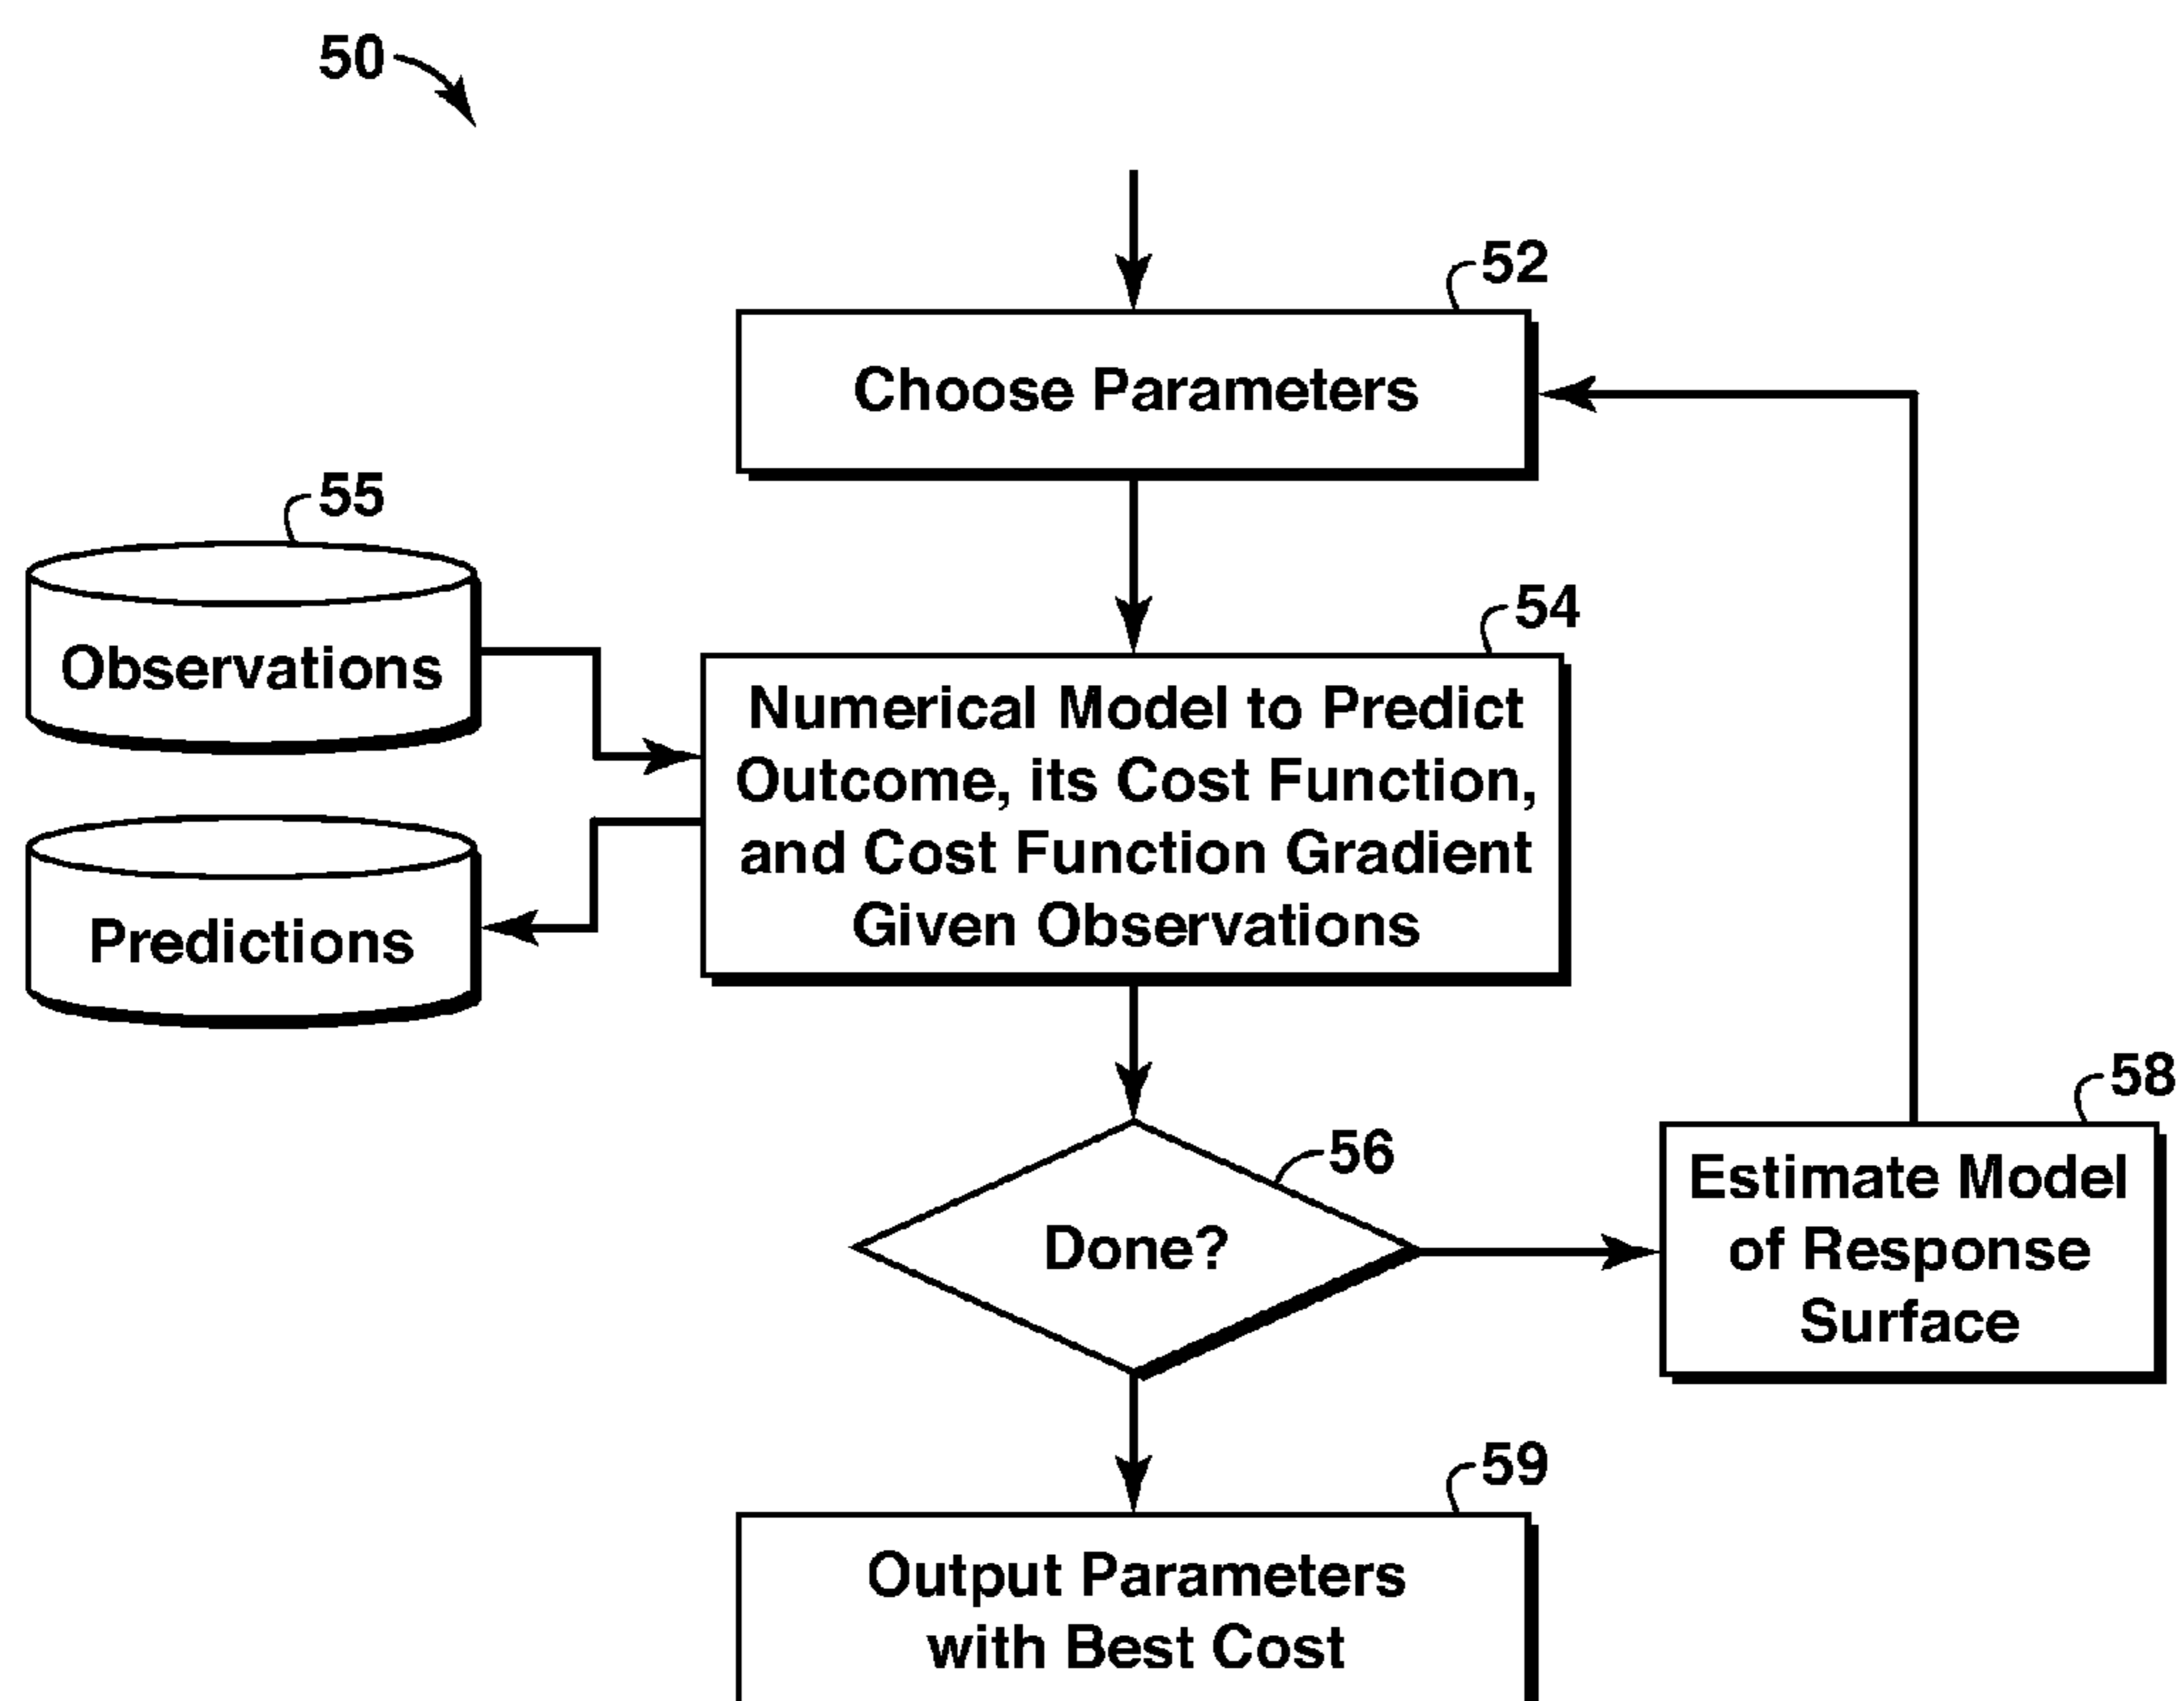 50
52
Choose Parameters
55
Observations
54
Numerical Model to Predict
Outcome, its Cost Function,
and Cost Function Gradient
Given Observations
Predictions
56
Done?
58
Estimate Model
of Response
Surface
59
Output Parameters
with Best Cost